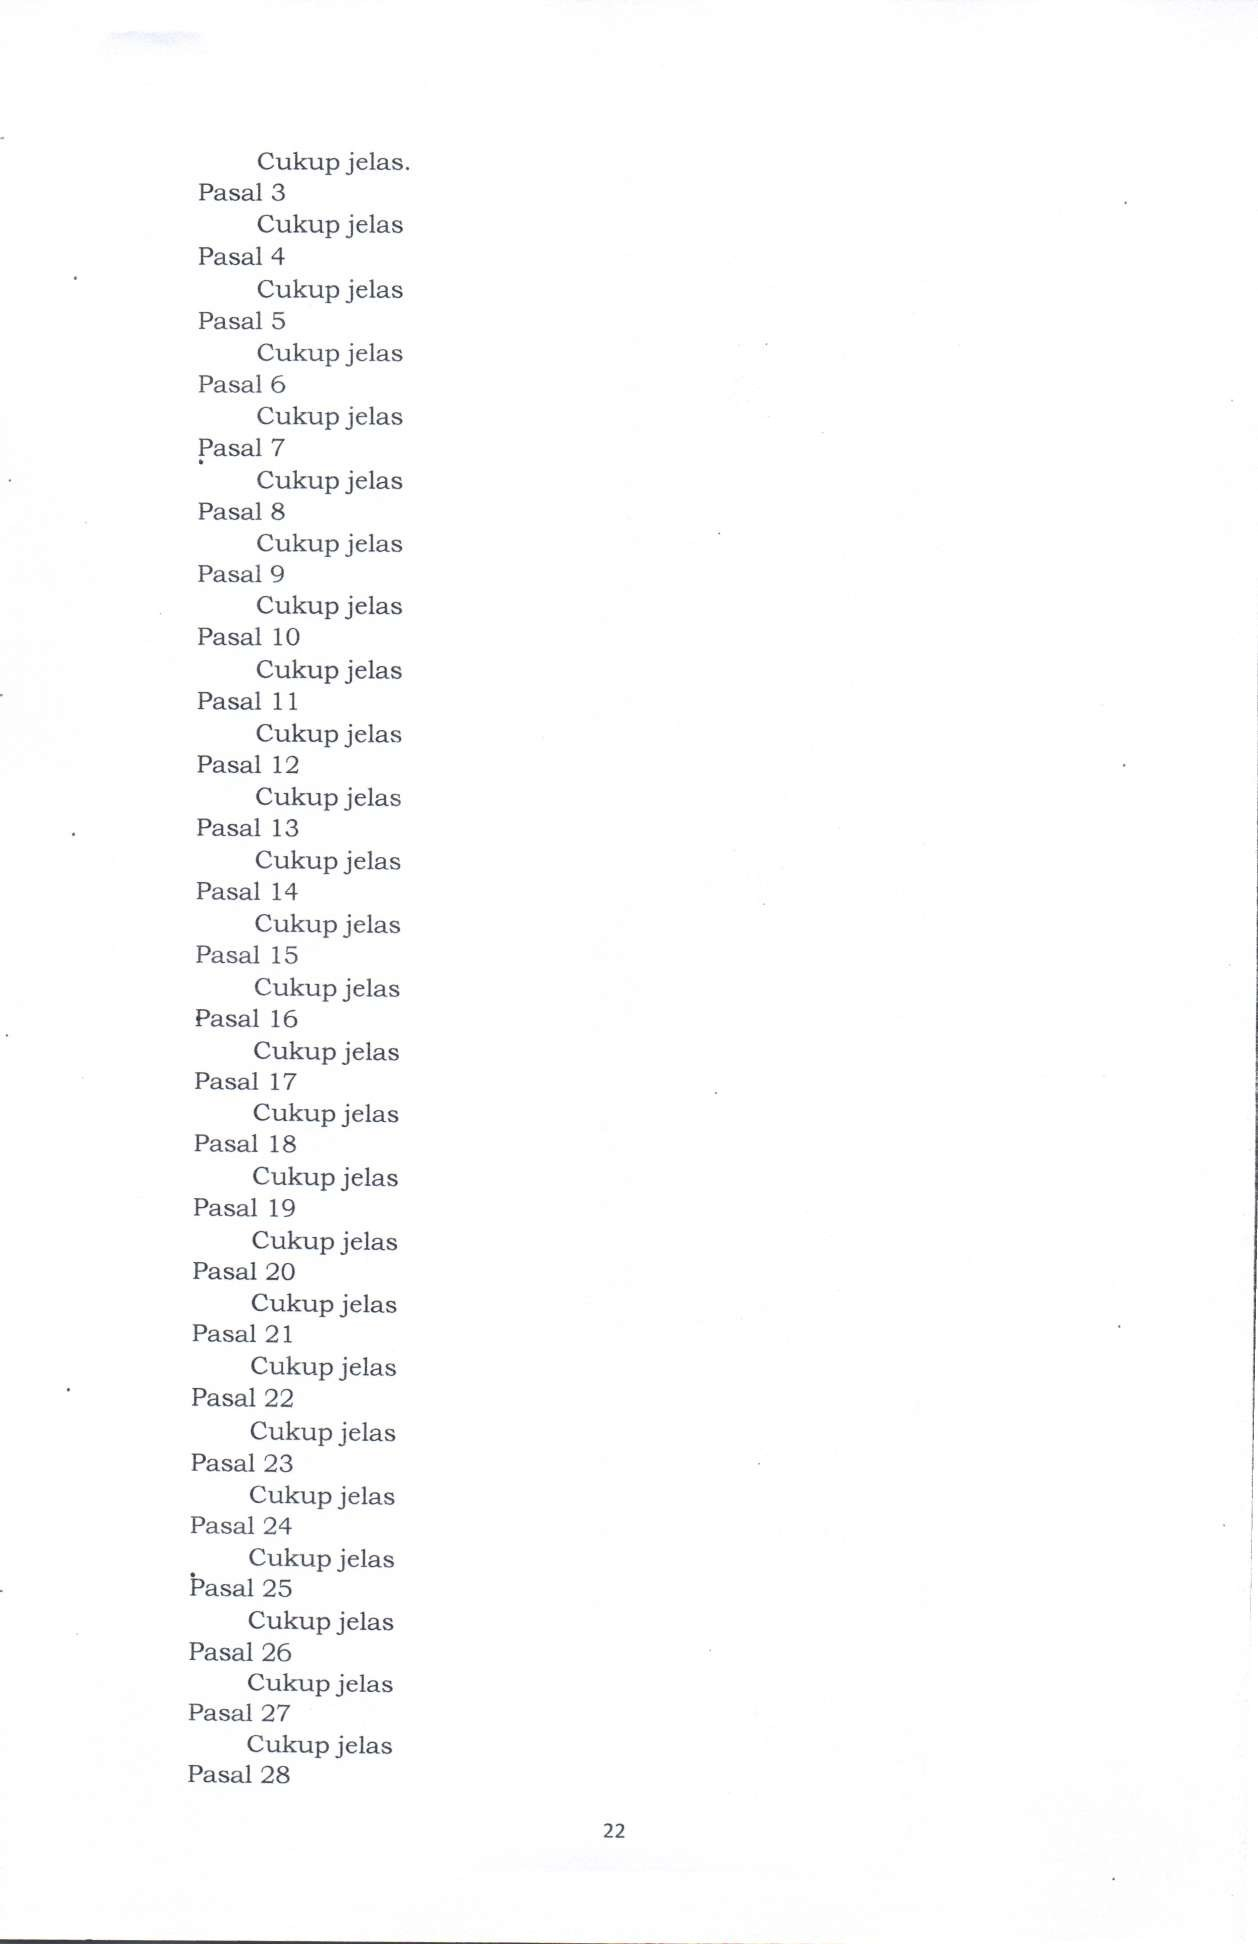 Cukup jelas.
Pasal 3
Cukup jelas
Pasal 4
Cukup jelas
Pasal 5
Cukup jelas
Pasal 6
Cukup jelas
Pasal 7
Cukup jelas
Pasal 8
Cukup jelas
Pasal 9
Cukup jelas
Pasal 10
Cukup jelas
Pasal 11
Cukup jelas
Pasal 12
Cukup jelas
Pasal 13
Cukup jelas
Pasal 14
Cukup jelas
Pasal 15
Cukup jelas
Pasal 16
Cukup jelas
Pasal 17
Cukup jelas
Pasal 18
Cukup jelas
Pasal 19
Cukup jelas
Pasal 20
Cukup jelas
Pasal 21
Cukup jelas
Pasal 22
Cukup jelas
Pasal 23
Cukup jelas
Pasal 24
Cukup jelas
Pasal 25
Cukup jelas
Pasal 26
Cukup jelas
Pasal 27
Cukup jelas
Pasal 28
22